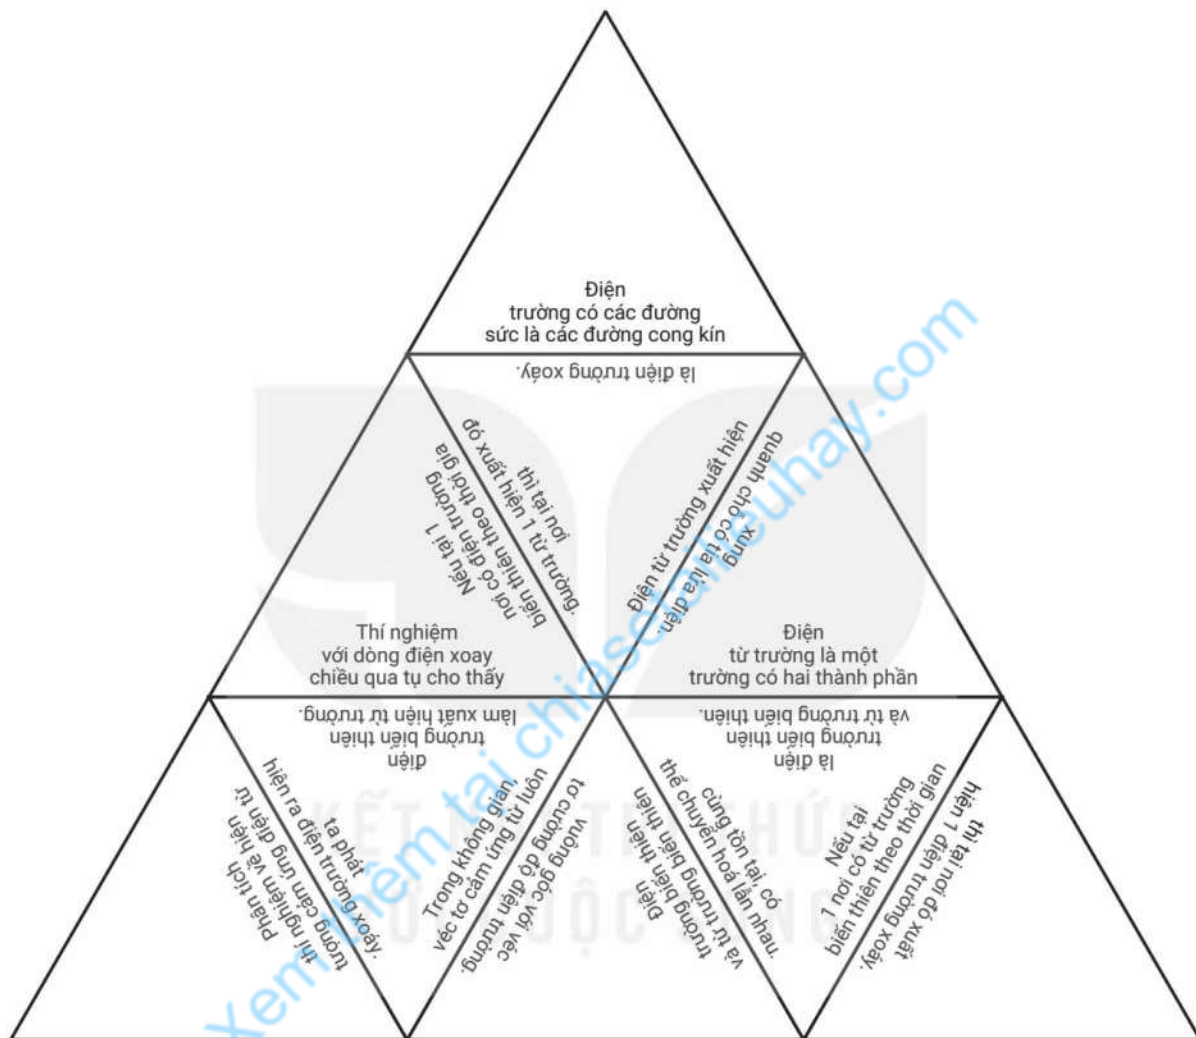 Điện
trường có các đường
sức là các đường cong kín
là điện trường xoáy.
Nếu tại 1
nơi có điện trường
biến thiên theo thời gia
thì tại nơi
đó xuất hiện 1 từ trường.
Điện từ trường xuất hiện
xung
quanh chỗ có tia lửa điện.
Thí nghiệm
với dòng điện xoay
chiều qua tụ cho thấy
điện
trường biến thiên
làm xuất hiện từ trường.
Điện
từ trường là một
trường có hai thành phần
là điện
trường biến thiên
và từ trường biến thiên.
Phân tích
thí nghiệm về hiện
tượng cảm ứng điện từ
ta phát
hiện ra điện trường xoáy.
Trong không gian,
véc tơ cảm ứng từ luôn
vuông góc với véc
tơ cường độ điện trường.
Điện
trường biến thiên
và từ trường biến thiên
cùng tồn tại, có
thể chuyển hoá lẫn nhau.
Nếu tại
1 nơi có từ trường
biến thiên theo thời gian
thì tại nơi đó xuất
hiện 1 điện trường xoáy.
Xem thêm tại chiasetailieuhay.com